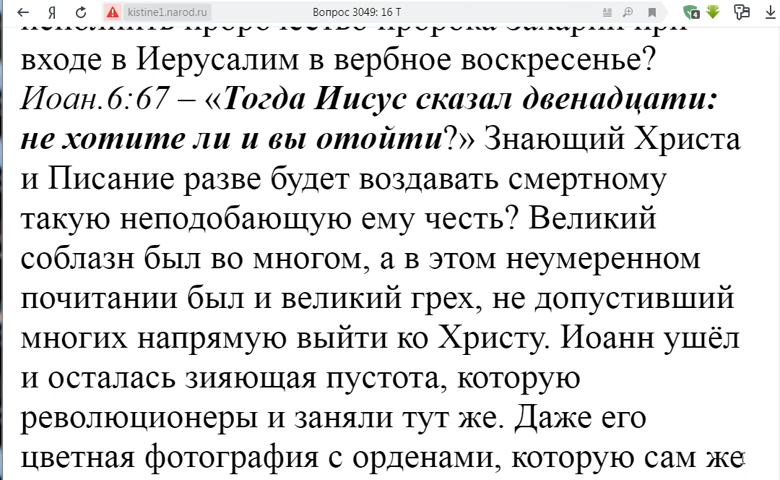 kistine1.narod.ru
Вопрос 3049: 16 Т
входе в Иерусалим в вербное воскресенье?
Иоан.6:67 – «Тогда Иисус сказал двенадцати:
не хотите ли и вы отойти?» Знающий Христа
и Писание разве будет воздавать смертному
такую неподобающую ему честь? Великий
соблазн был во многом, а в этом неумеренном
почитании был и великий грех, не допустивший
многих напрямую выйти ко Христу. Иоанн ушёл
и осталась зияющая пустота, которую
революционеры и заняли тут же. Даже его
цветная фотография с орденами, которую сам же